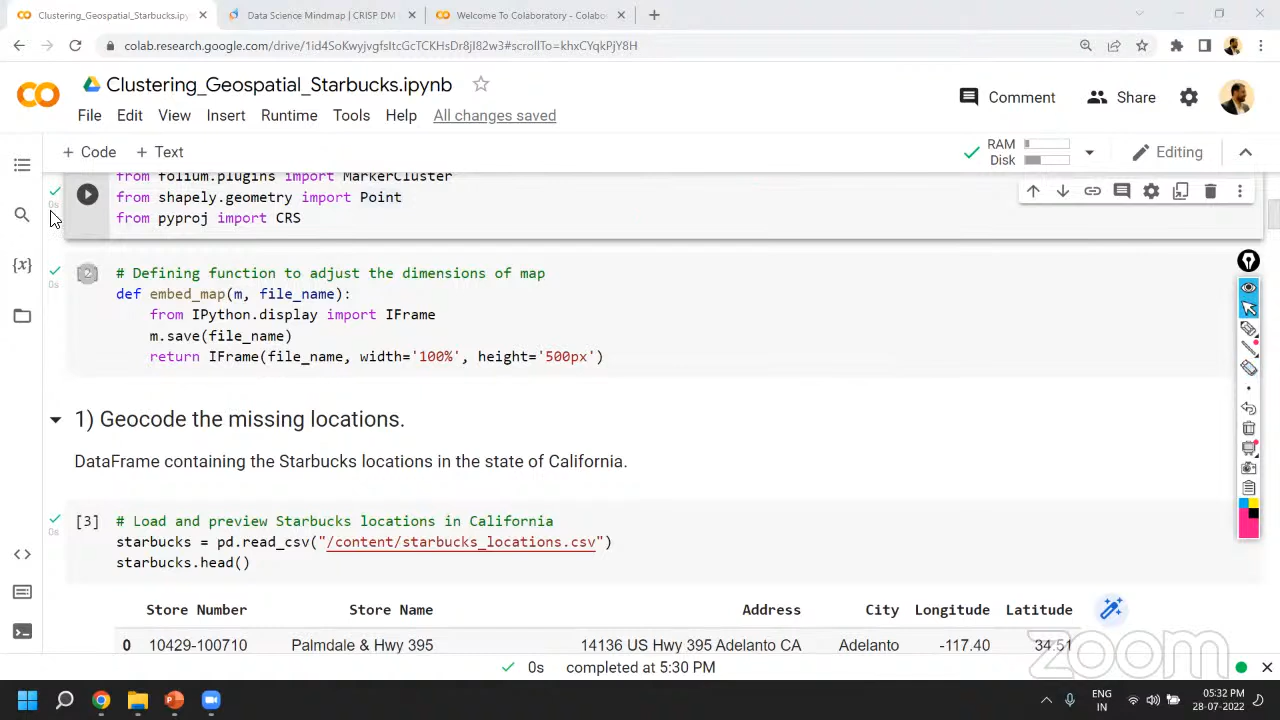 Clustering_Geospatial_Starbucks.ipyn
Data Science Mindmap | CRISP DM
Welcome To Colaboratory - Colabo
colab.research.google.com/drive/1id4SoKwyjvgfsItcGcTCKHsDr8jI82w3#scrollTo=khxCYqkPjY8H
Clustering_Geospatial_Starbucks.ipynb
Comment
Share
File Edit View Insert Runtime Tools Help All changes saved
+ Code + Text
RAM
Disk
Editing
from folium.plugins import MarkerCluster
0s
from shapely.geometry import Point
from pyproj import CRS
{x}
[2]
0s
# Defining function to adjust the dimensions of map
def embed_map(m, file_name):
from IPython.display import IFrame
m.save(file_name)
return IFrame(file_name, width='100%', height='500px')
1) Geocode the missing locations.
DataFrame containing the Starbucks locations in the state of California.
[3]
0s
# Load and preview Starbucks locations in California
starbucks = pd.read_csv("/content/starbucks_locations.csv")
starbucks.head()
Store Number Store Name Address City Longitude Latitude
0 10429-100710 Palmdale & Hwy 395 14136 US Hwy 395 Adelanto CA Adelanto -117.40 34.51
zoom
0s completed at 5:30 PM
ENG
IN
05:32 PM
28-07-2022